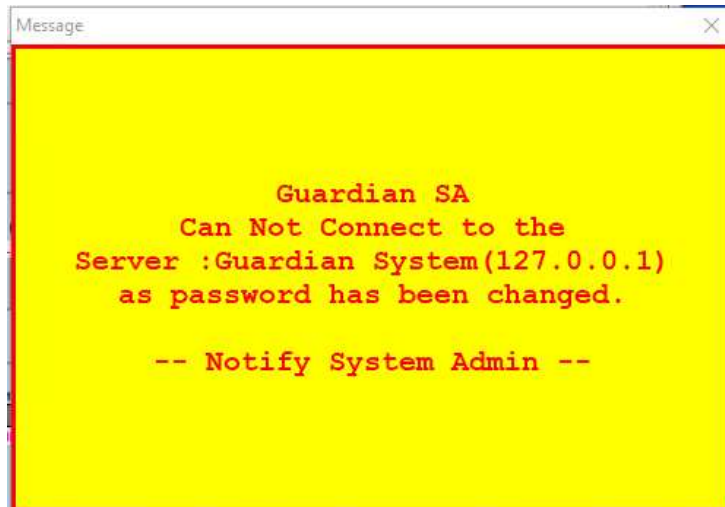 Message
Guardian SA
Can Not Connect to the
Server :Guardian System(127.0.0.1)
as password has been changed.
-- Notify System Admin --